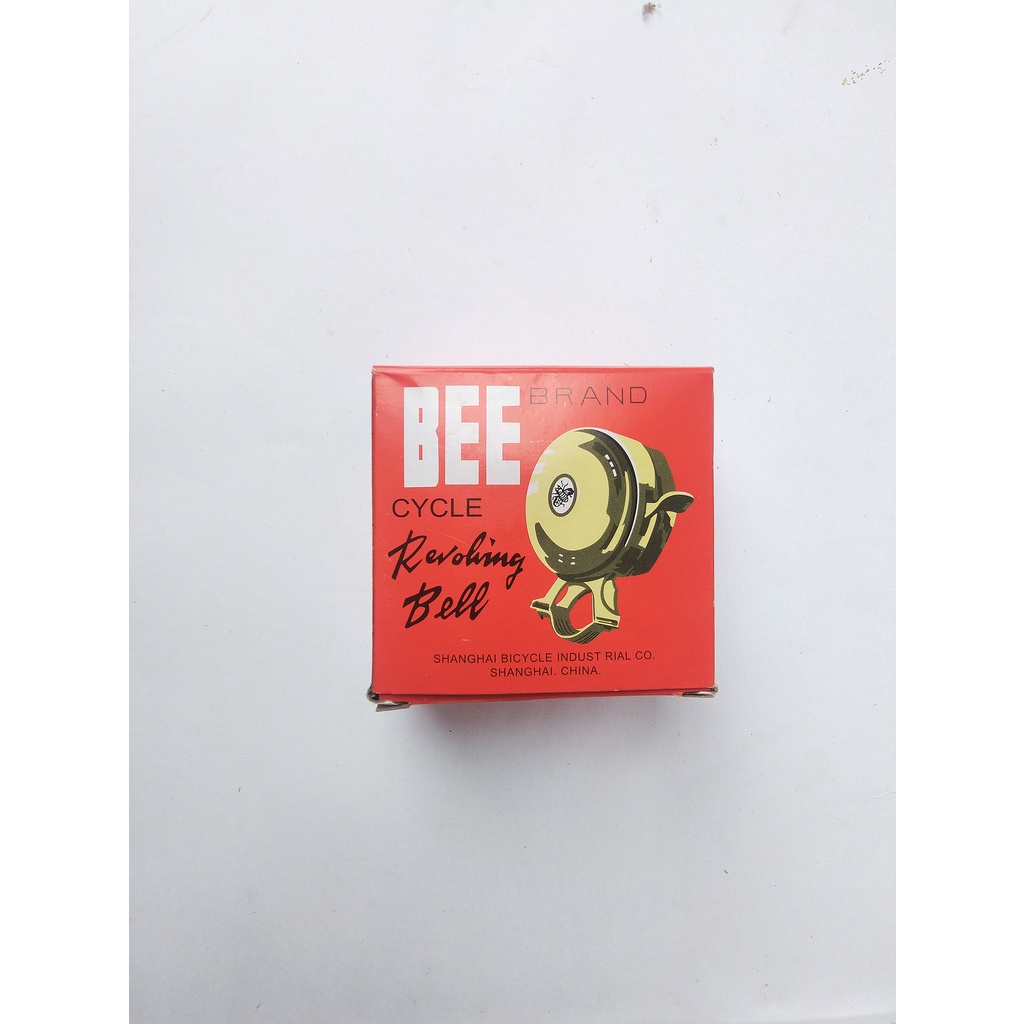 BEE BRAND
CYCLE
Revolving
Bell
SHANGHAI BICYCLE INDUST RIAL CO.
SHANGHAI. CHINA.